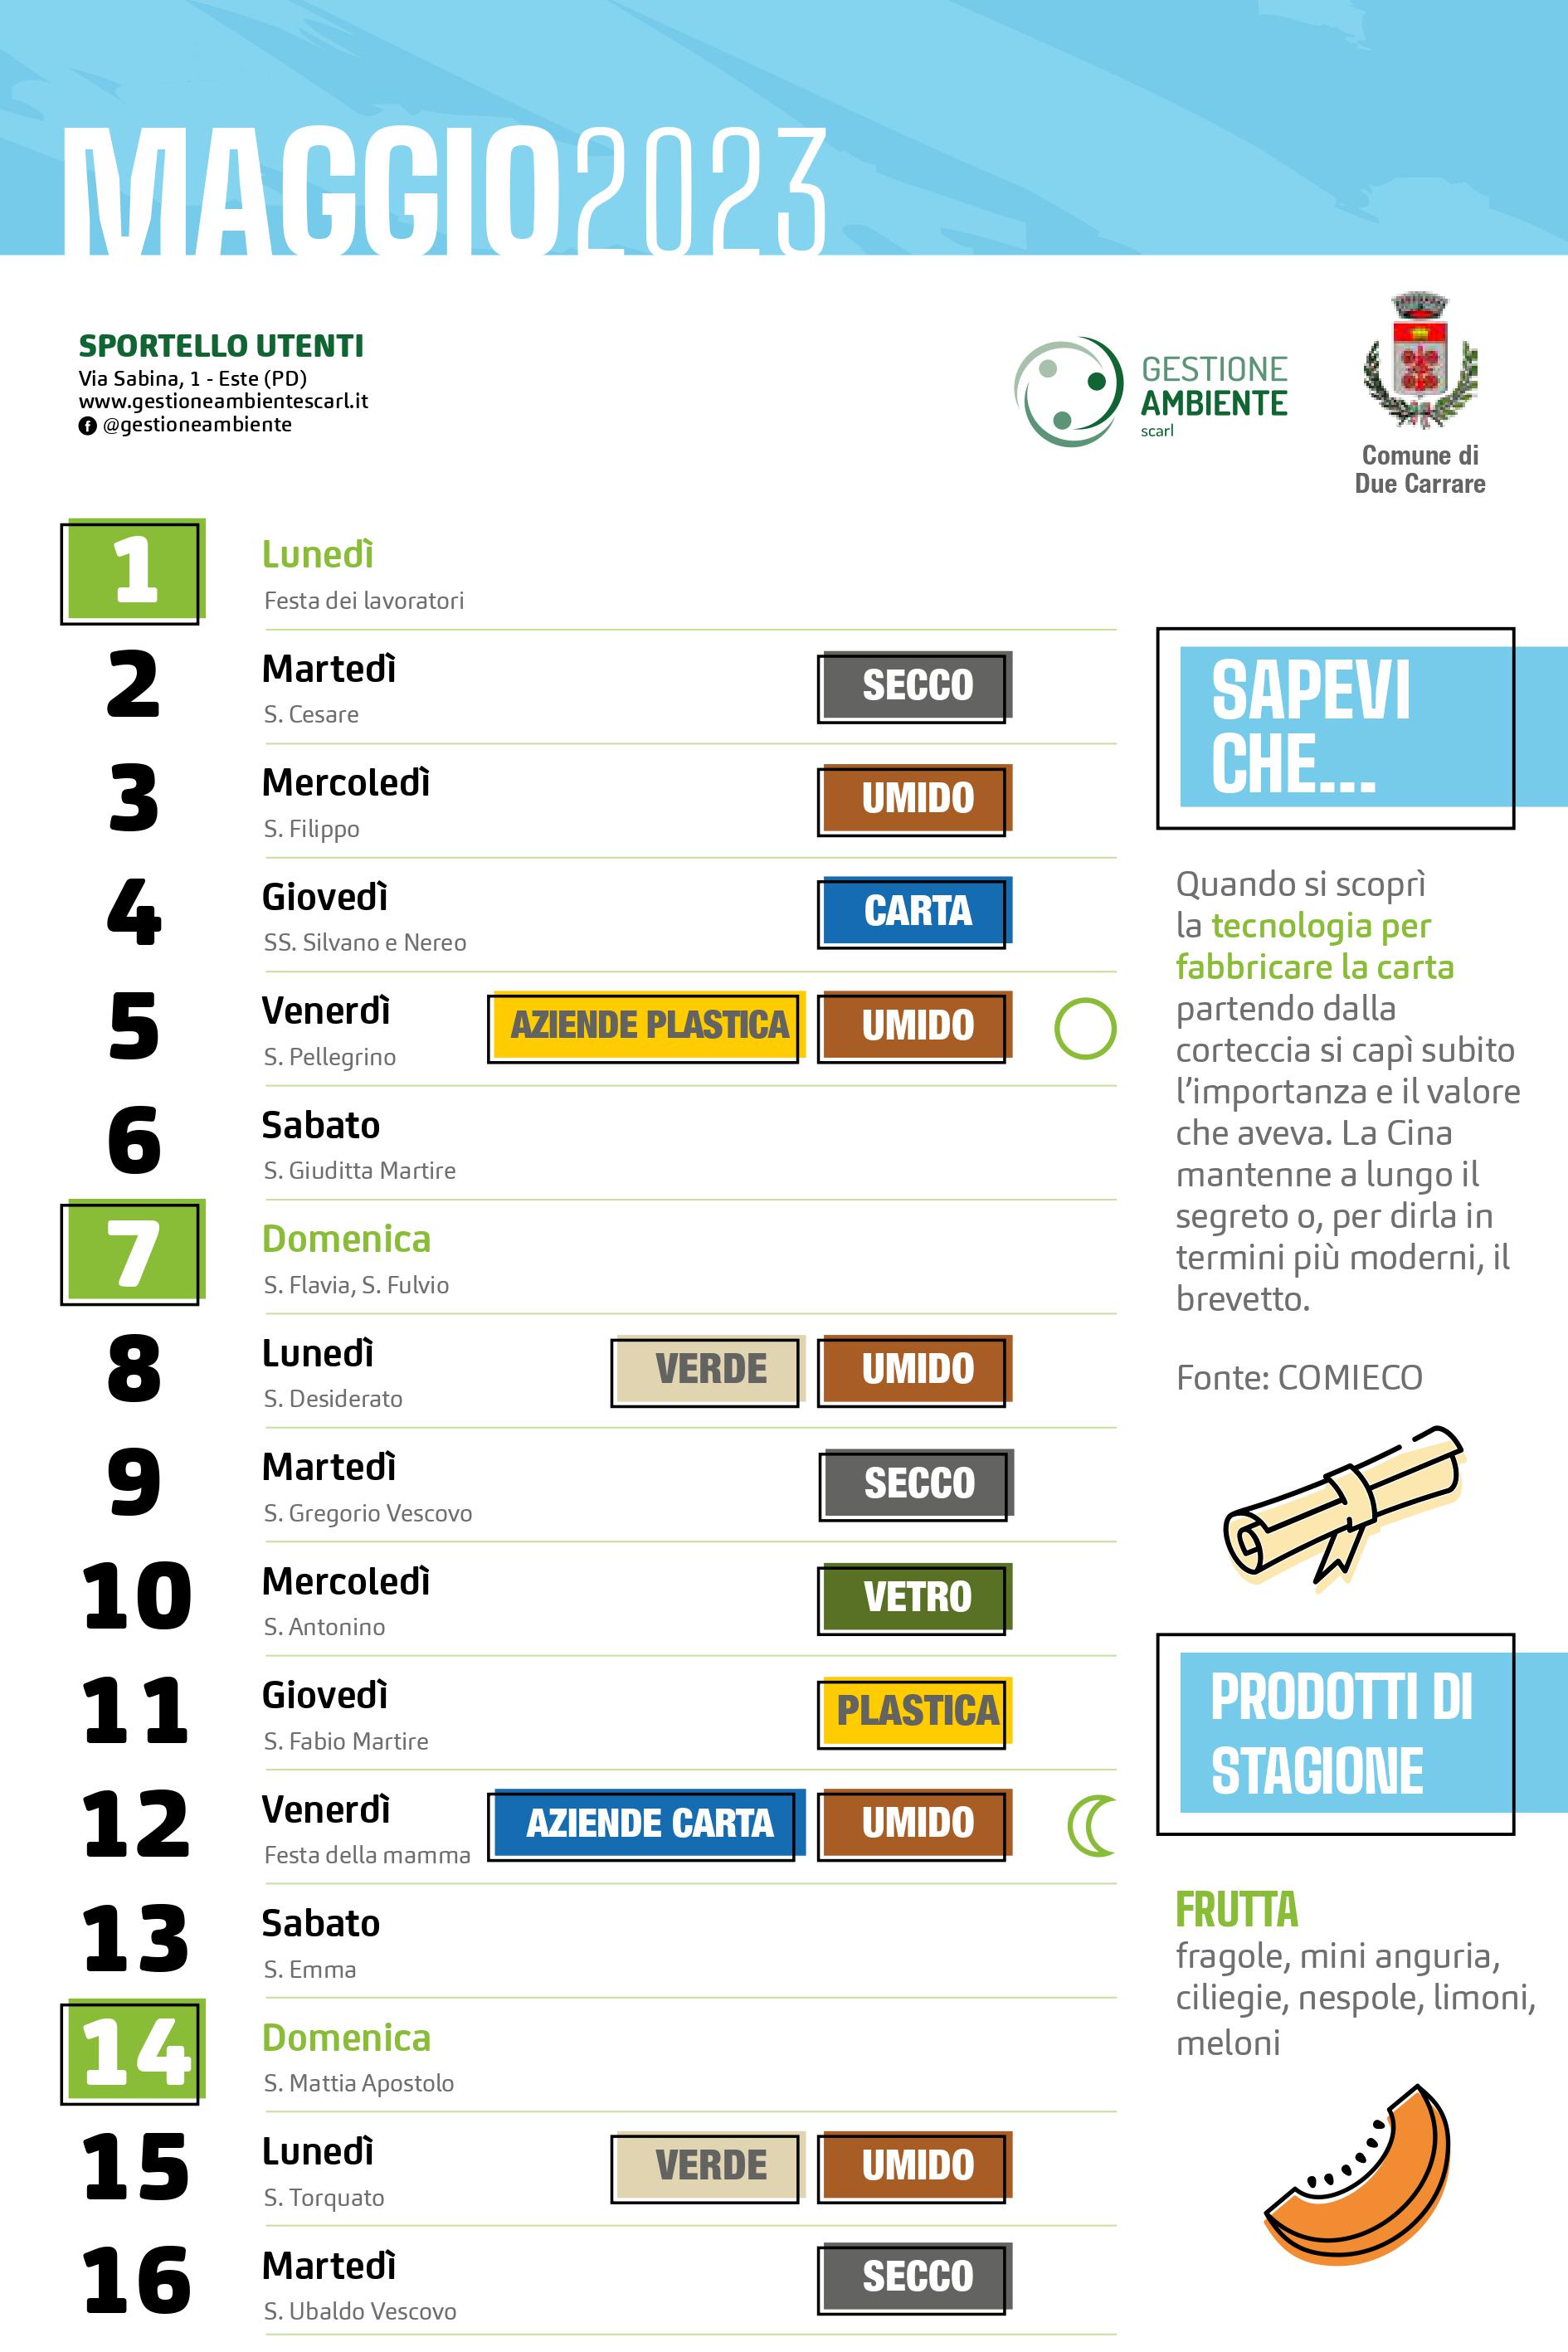 MAGGIO2023
SPORTELLO UTENTI
Via Sabina, 1 - Este (PD)
www.gestioneambientescarl.it
@gestioneambiente
GESTIONE
AMBIENTE
scarl
Comune di
Due Carrare
1 Lunedì
Festa dei lavoratori
2 Martedì SECCO
S. Cesare
3 Mercoledì UMIDO
S. Filippo
4 Giovedì CARTA
SS. Silvano e Nereo
5 Venerdì AZIENDE PLASTICA UMIDO
S. Pellegrino
6 Sabato
S. Giuditta Martire
7 Domenica
S. Flavia, S. Fulvio
8 Lunedì VERDE UMIDO
S. Desiderato
9 Martedì SECCO
S. Gregorio Vescovo
10 Mercoledì VETRO
S. Antonino
11 Giovedì PLASTICA
S. Fabio Martire
12 Venerdì AZIENDE CARTA UMIDO
Festa della mamma
13 Sabato
S. Emma
14 Domenica
S. Mattia Apostolo
15 Lunedì VERDE UMIDO
S. Torquato
16 Martedì SECCO
S. Ubaldo Vescovo
SAPEVI
CHE...
Quando si scoprì
la tecnologia per
fabbricare la carta
partendo dalla
corteccia si capì subito
l'importanza e il valore
che aveva. La Cina
mantenne a lungo il
segreto o, per dirla in
termini più moderni, il
brevetto.
Fonte: COMIECO
PRODOTTI DI
STAGIONE
FRUTTA
fragole, mini anguria,
ciliegie, nespole, limoni,
meloni